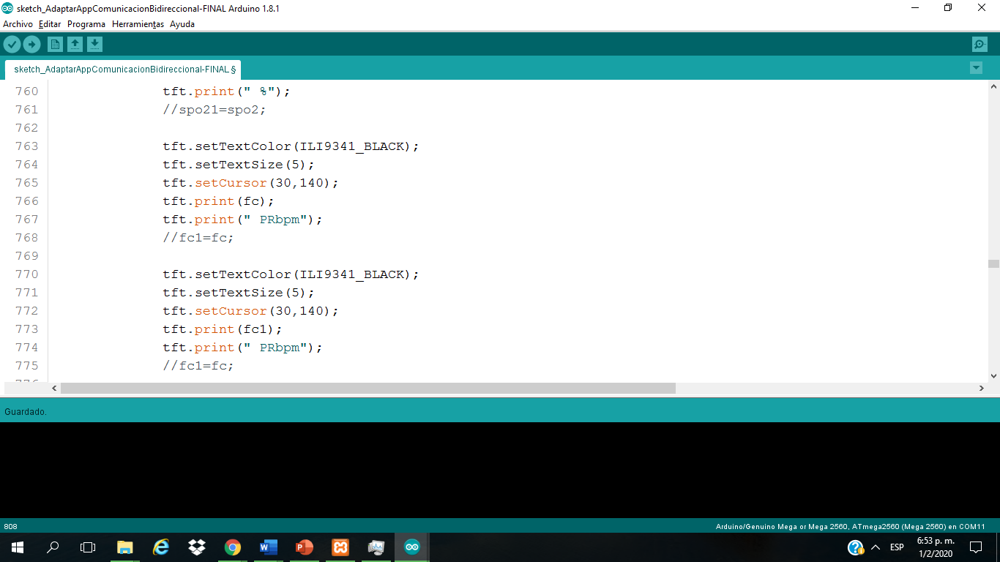 sketch_AdaptarAppComunicacionBidireccional-FINAL Arduino 1.8.1
Archivo Editar Programa Herramientas Ayuda
sketch_AdaptarAppComunicacionBidireccional-FINAL §
760 tft.print(" %");
761 //spo21=spo2;
762
763 tft.setTextColor(ILI9341_BLACK);
764 tft.setTextSize(5);
765 tft.setCursor(30,140);
766 tft.print(fc);
767 tft.print(" PRbpm");
768 //fc1=fc;
769
770 tft.setTextColor(ILI9341_BLACK);
771 tft.setTextSize(5);
772 tft.setCursor(30,140);
773 tft.print(fc1);
774 tft.print(" PRbpm");
775 //fc1=fc;
Guardado.
808 Arduino/Genuino Mega or Mega 2560, ATmega2560 (Mega 2560) en COM11
ESP
6:53 p. m.
1/2/2020